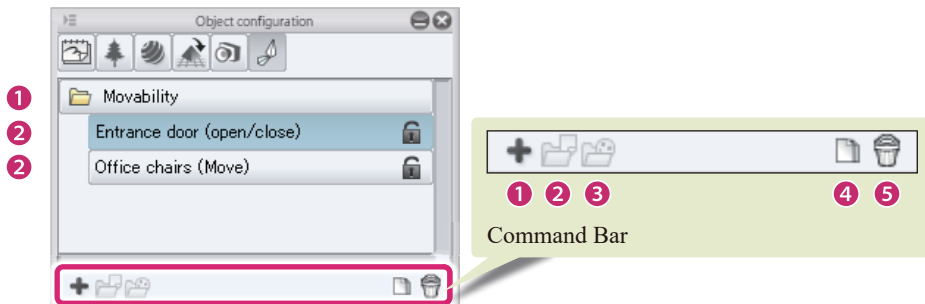 Object configuration
1 Movability
2 Entrance door (open/close)
2 Office chairs (Move)
1 2 3 4 5
Command Bar